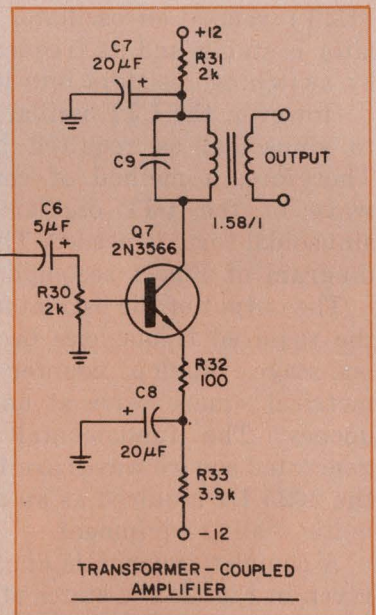 +12
C7
20µF +
R31
2k
C9
OUTPUT
1.58/1
C6
5µF
+
Q7
2N3566
R30
2k
R32
100
C8
+
20µF
R33
3.9k
-12
TRANSFORMER-COUPLED
AMPLIFIER